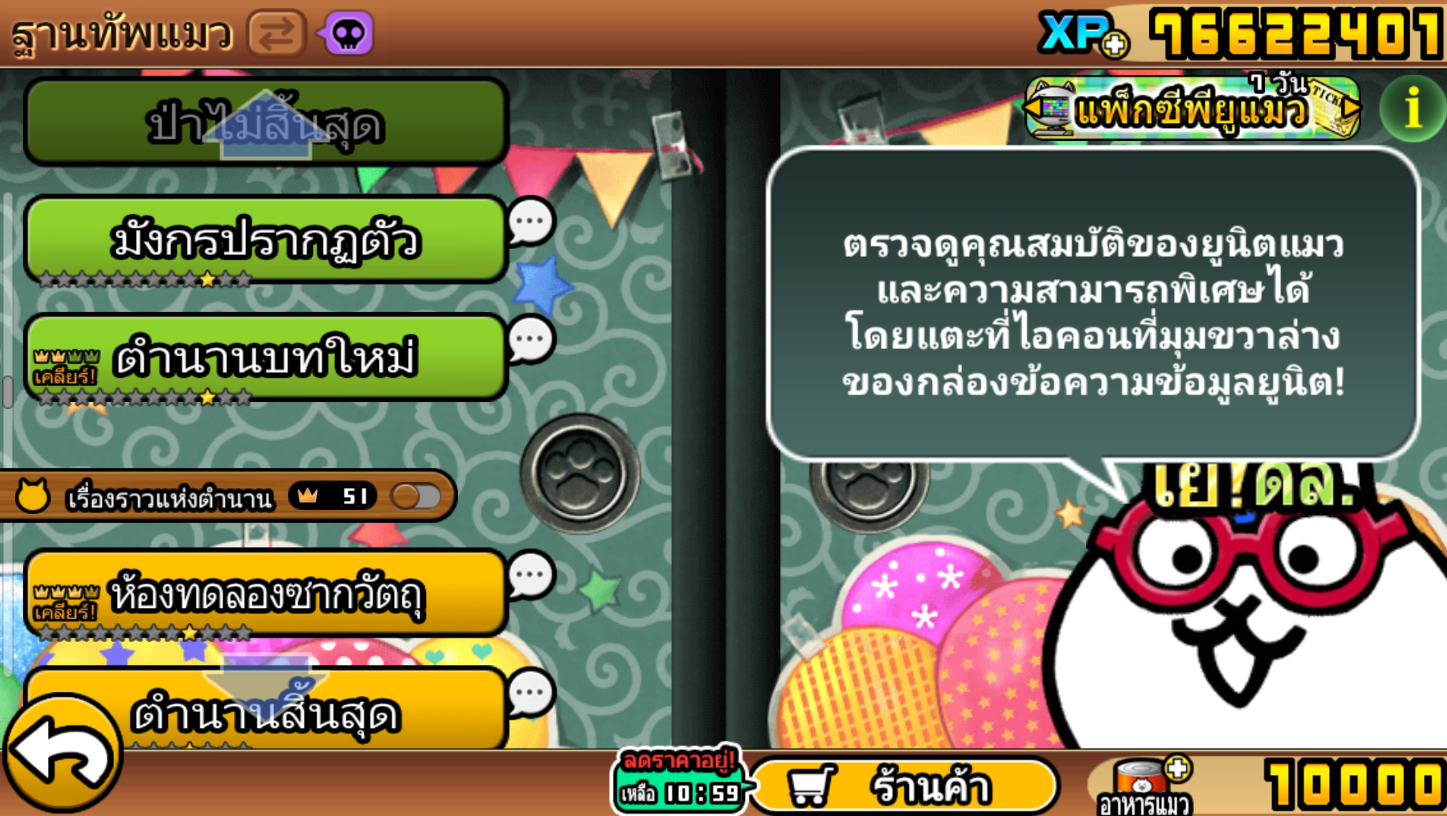 ฐานทัพแมว
XP
76622401
7 วัน
แพ็กซีพียูแมว
TICKET
i
ป่าไม่สิ้นสุด
มังกรปรากฏตัว
เคลียร์!
ตำนานบทใหม่
ตรวจดูคุณสมบัติของยูนิตแมว
และความสามารถพิเศษได้
โดยแตะที่ไอคอนที่มุมขวาล่าง
ของกล่องข้อความข้อมูลยูนิต!
เรื่องราวแห่งตำนาน
51
เคลียร์!
ห้องทดลองซากวัตถุ
ตำนานสิ้นสุด
ลดราคาอยู่!
เหลือ 10:59
ร้านค้า
อาหารแมว
10000